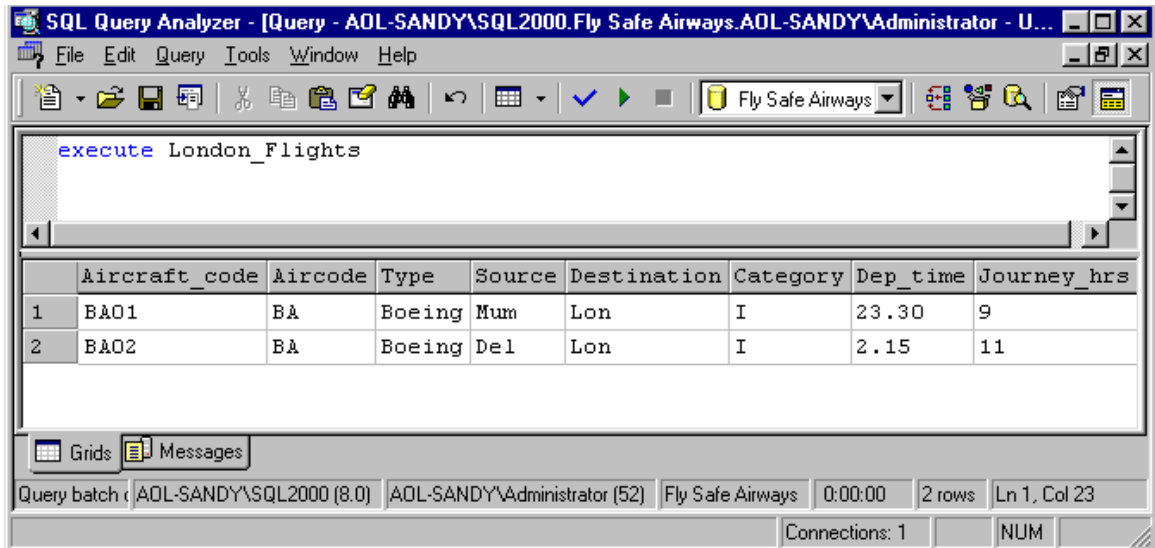 SQL Query Analyzer - [Query - AOL-SANDY\SQL2000.Fly Safe Airways.AOL-SANDY\Administrator - U...
File Edit Query Tools Window Help
Fly Safe Airways
execute London_Flights
Aircraft_code Aircode Type Source Destination Category Dep_time Journey_hrs
1 BA01 BA Boeing Mum Lon I 23.30 9
2 BA02 BA Boeing Del Lon I 2.15 11
Grids Messages
Query batch AOL-SANDY\SQL2000 (8.0) AOL-SANDY\Administrator (52) Fly Safe Airways 0:00:00 2 rows Ln 1, Col 23
Connections: 1 NUM